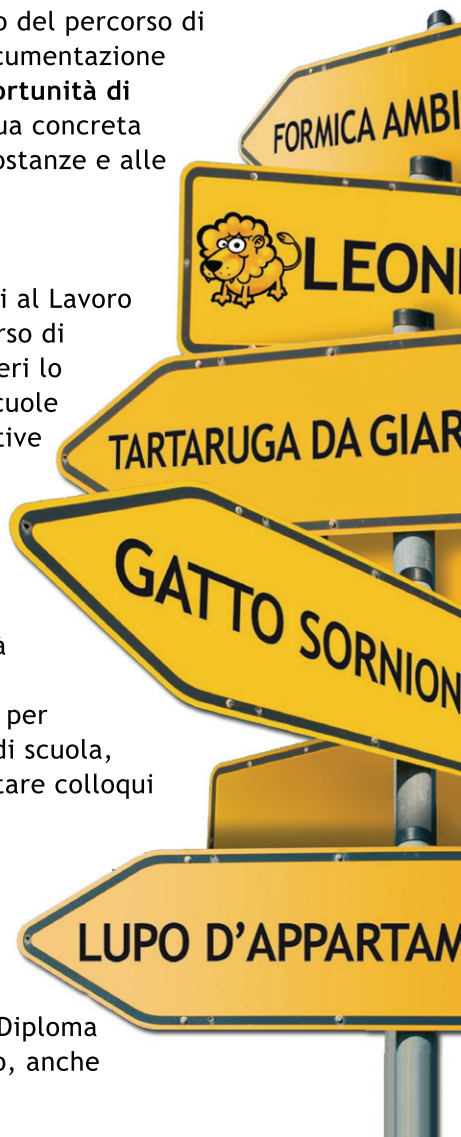 o del percorso di
cumentazione
ortunità di
ua concreta
ostanze e alle
i al Lavoro
rso di
eri lo
cuole
tive
à
per
di scuola,
tare colloqui
Diploma
o, anche
FORMICA AMBI
LEON
TARTARUGA DA GIAR
GATTO SORNION
LUPO D'APPARTAM